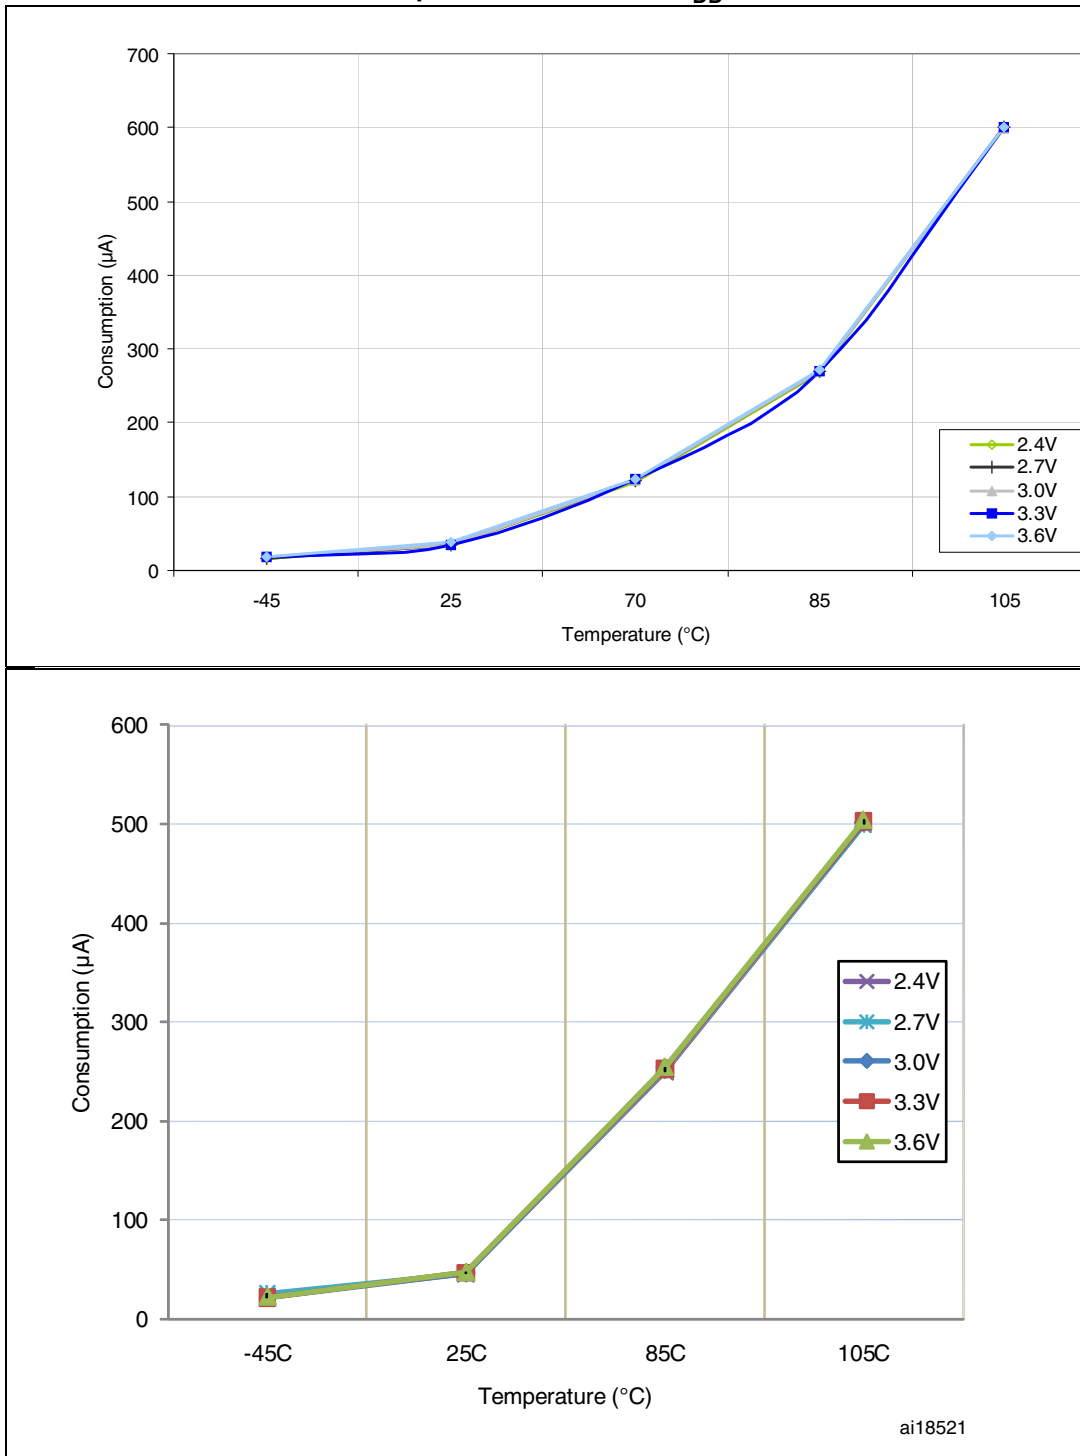 700
600
500
400
300
200
100
0
Consumption (µA)
-45 25 70 85 105
Temperature (°C)
2.4V
2.7V
3.0V
3.3V
3.6V
600
500
400
300
200
100
0
Consumption (µA)
-45C 25C 85C 105C
Temperature (°C)
2.4V
2.7V
3.0V
3.3V
3.6V
ai18521